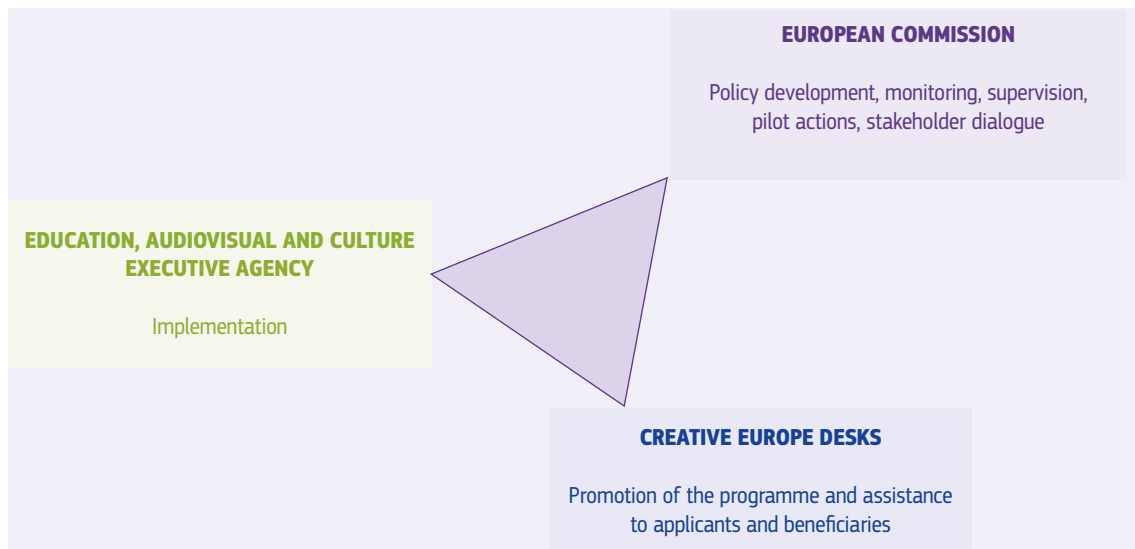 EUROPEAN COMMISSION
Policy development, monitoring, supervision,
pilot actions, stakeholder dialogue
EDUCATION, AUDIOVISUAL AND CULTURE
EXECUTIVE AGENCY
Implementation
CREATIVE EUROPE DESKS
Promotion of the programme and assistance
to applicants and beneficiaries